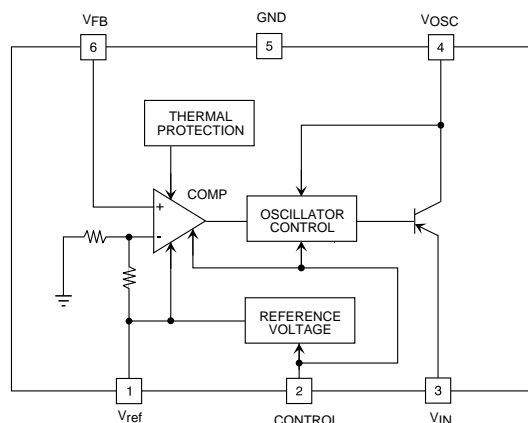 VFB
GND
VOSC
6
5
4
THERMAL
PROTECTION
COMP
+
-
OSCILLATOR
CONTROL
REFERENCE
VOLTAGE
1
2
3
Vref
CONTROL
VIN